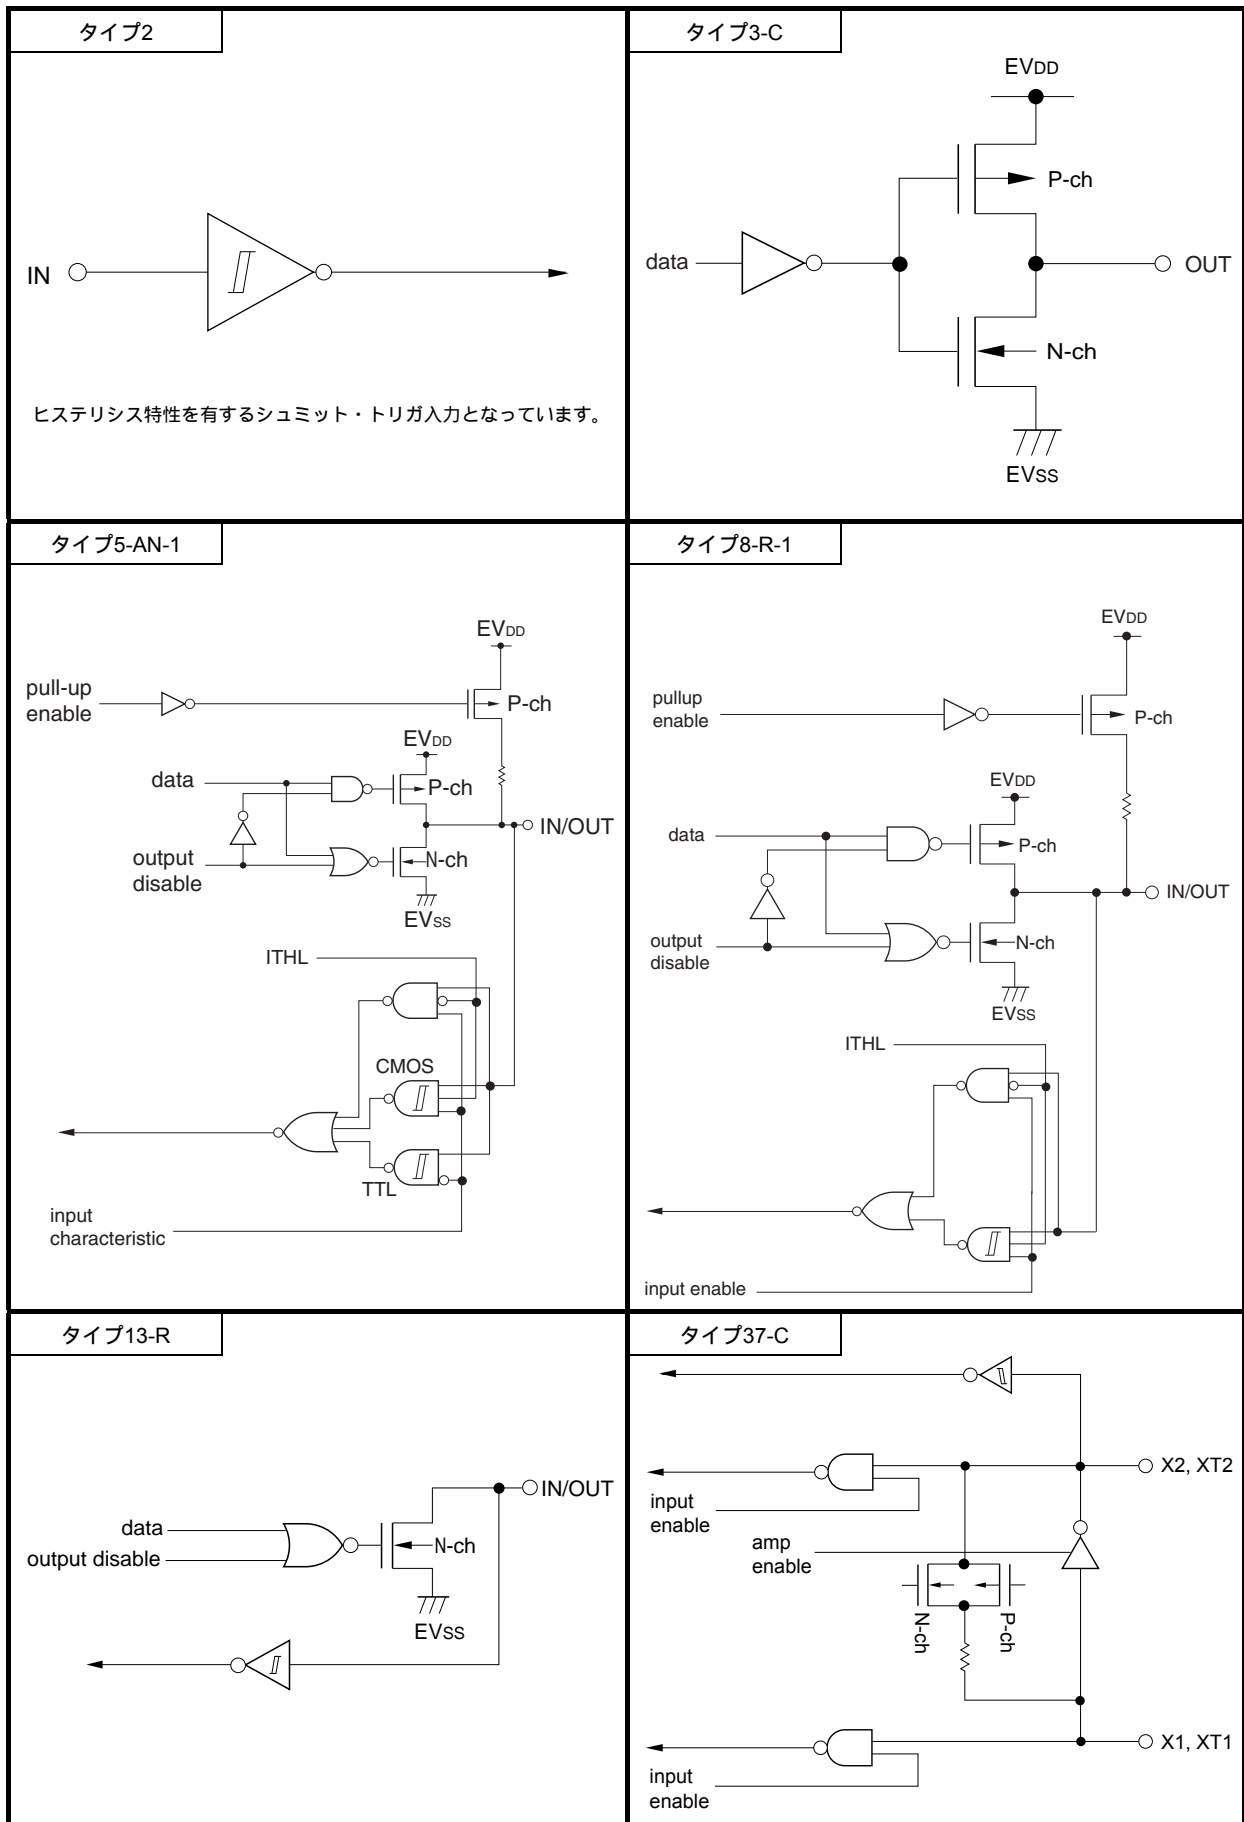 タイプ2
IN
ヒステリシス特性を有するシュミット・トリガ入力となっています。
タイプ3-C
EVDD
P-ch
data
OUT
N-ch
EVSS
タイプ5-AN-1
EVDD
pull-up
enable
P-ch
EVDD
data
P-ch
IN/OUT
output
disable
N-ch
EVSS
ITHL
CMOS
TTL
input
characteristic
タイプ8-R-1
EVDD
pullup
enable
P-ch
EVDD
data
P-ch
IN/OUT
output
disable
N-ch
EVSS
ITHL
input enable
タイプ13-R
IN/OUT
data
output disable
N-ch
EVSS
タイプ37-C
X2, XT2
input
enable
amp
enable
N-ch
P-ch
X1, XT1
input
enable